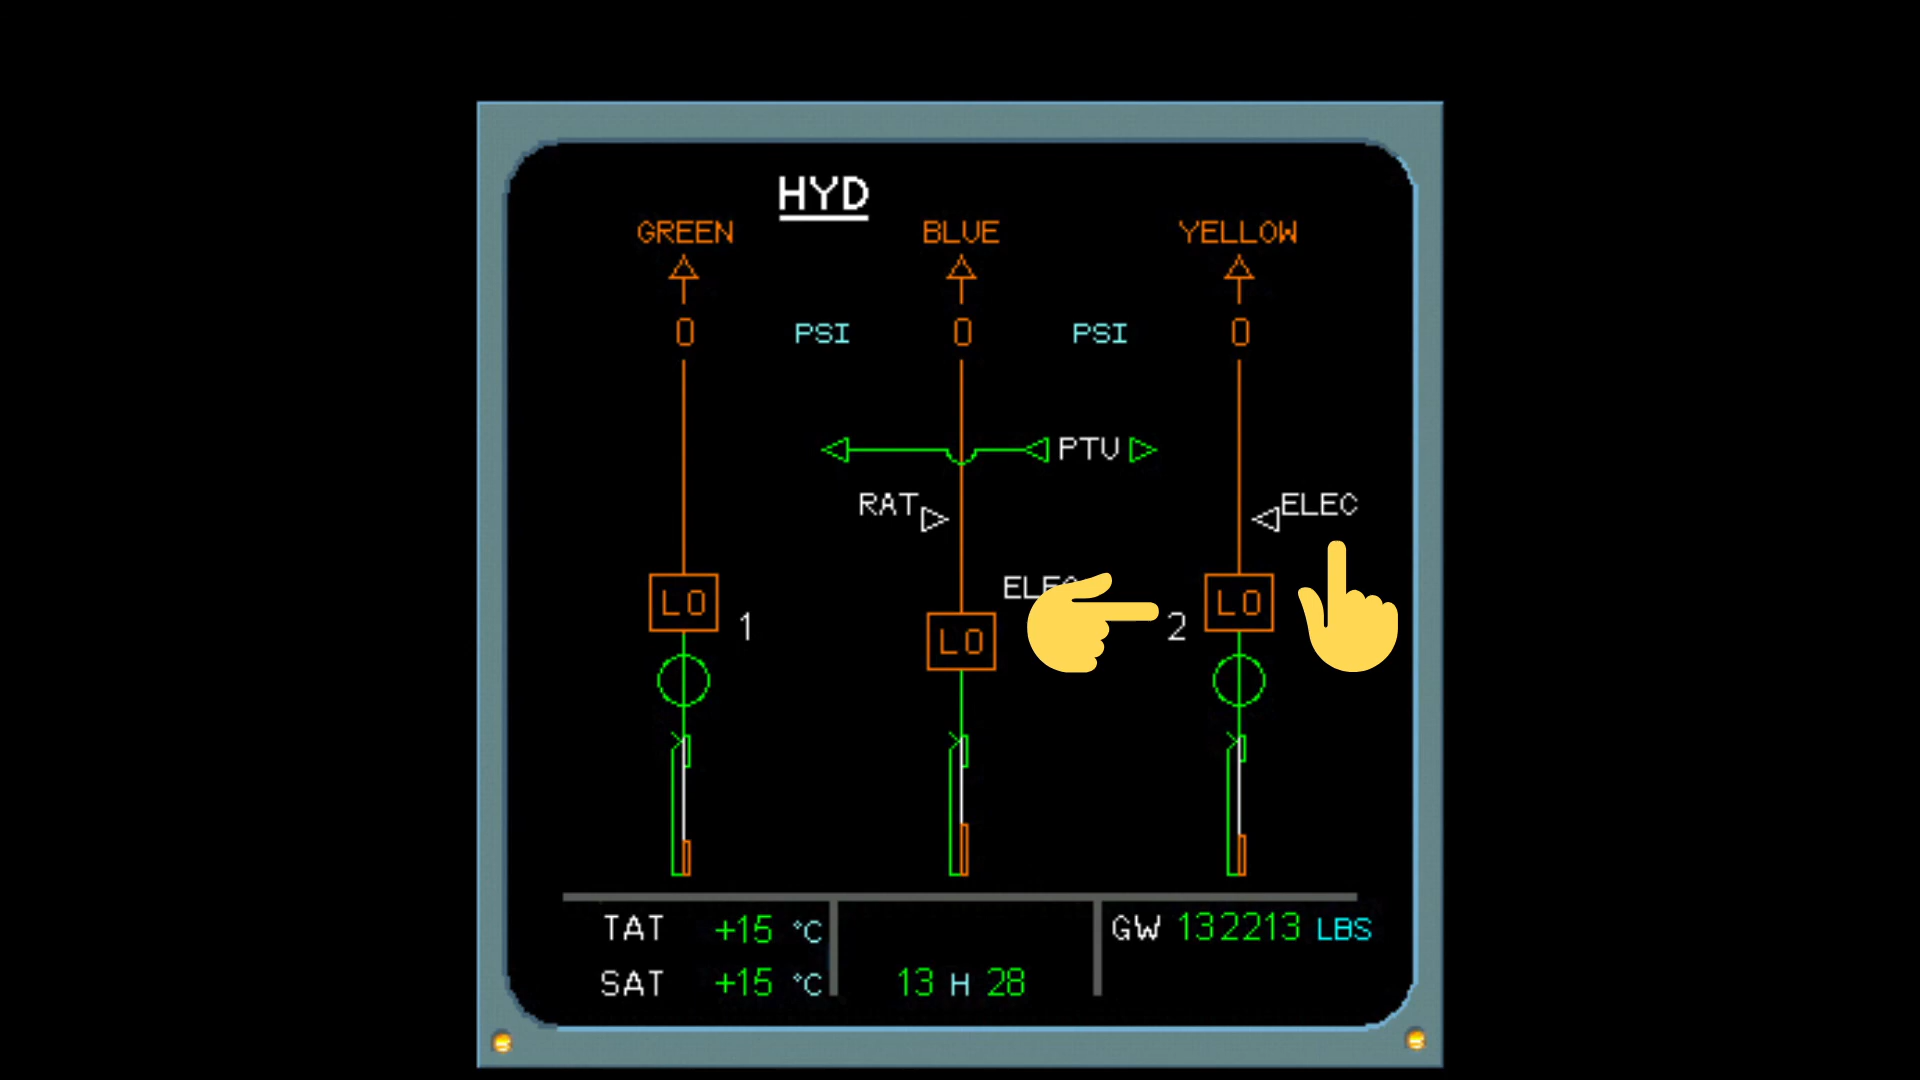 HYD
GREEN BLUE YELLOW
0 PSI 0 PSI 0
PTU
RAT ELEC
LO 1 LO 2 LO
TAT +15 °C GW 132213 LBS
SAT +15 °C 13 H 28